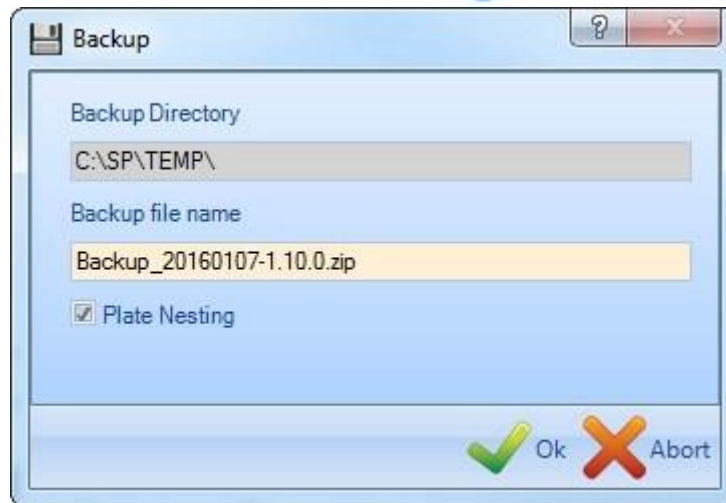 Backup
Backup Directory
C:\SP\TEMP\
Backup file name
Backup_20160107-1.10.0.zip
Plate Nesting
Ok Abort